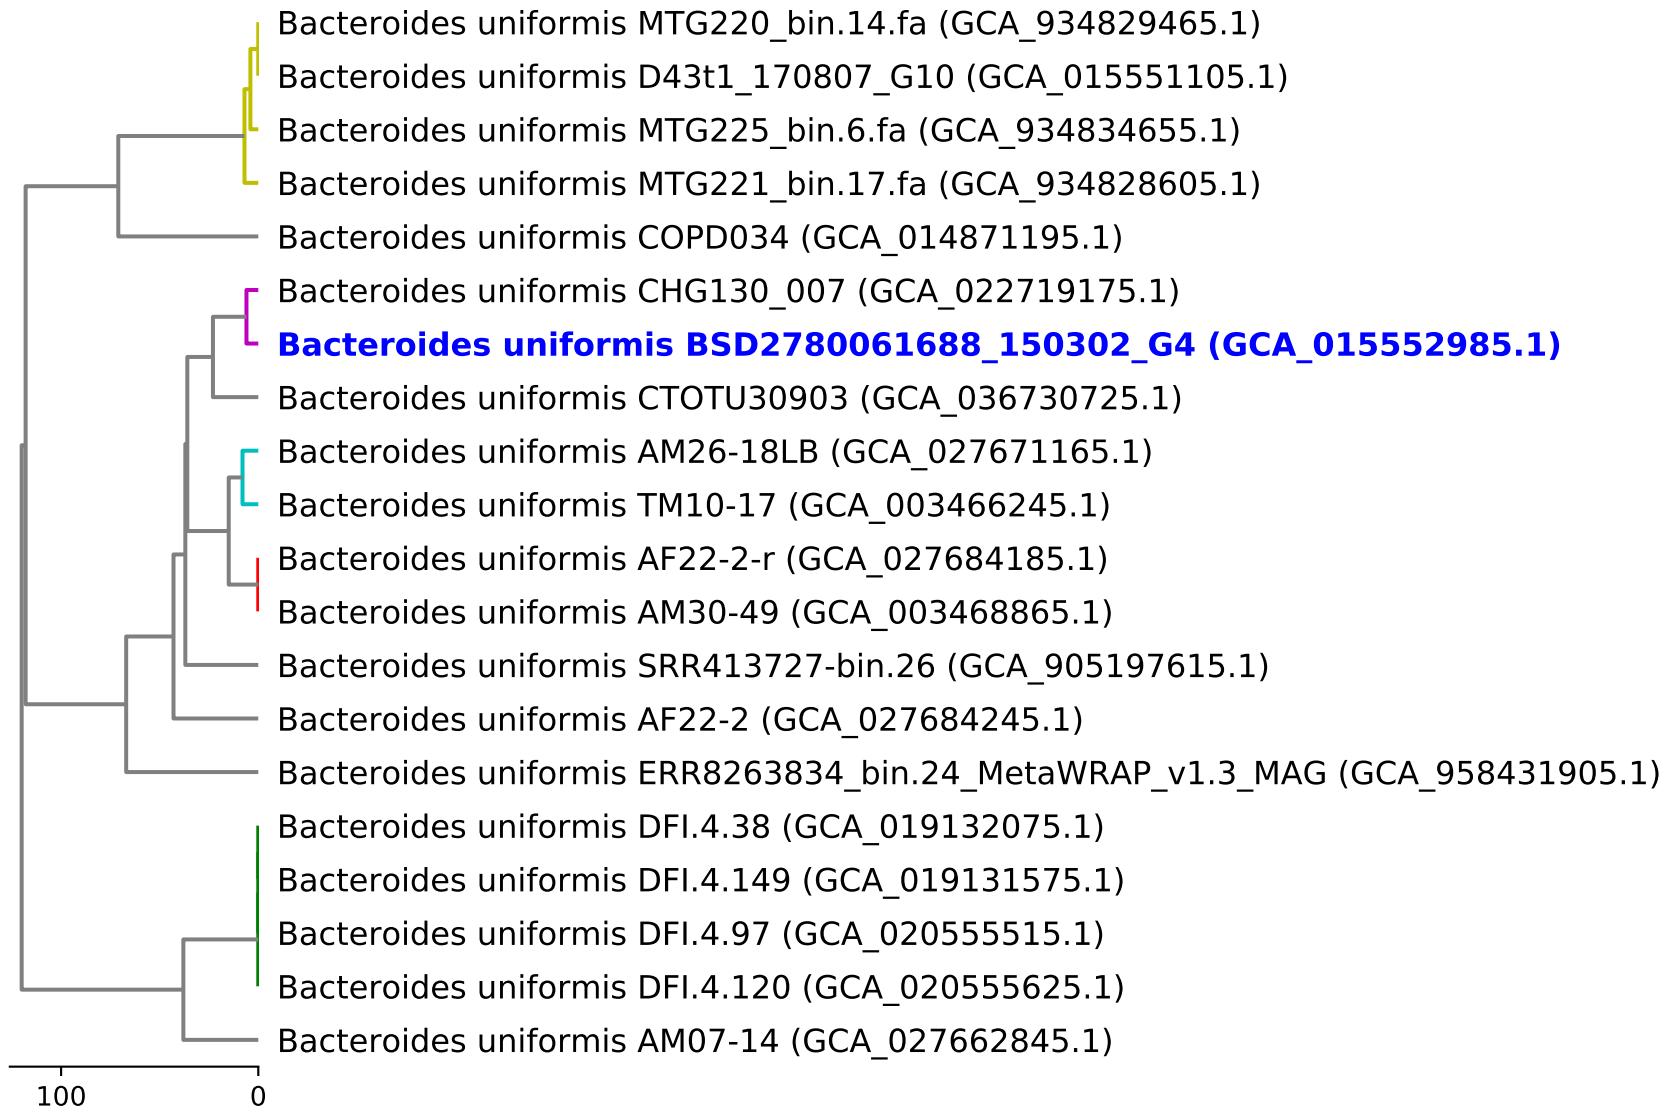 Bacteroides uniformis MTG220_bin.14.fa (GCA_934829465.1)
Bacteroides uniformis D43t1_170807_G10 (GCA_015551105.1)
Bacteroides uniformis MTG225_bin.6.fa (GCA_934834655.1)
Bacteroides uniformis MTG221_bin.17.fa (GCA_934828605.1)
Bacteroides uniformis COPD034 (GCA_014871195.1)
Bacteroides uniformis CHG130_007 (GCA_022719175.1)
Bacteroides uniformis BSD2780061688_150302_G4 (GCA_015552985.1)
Bacteroides uniformis CTOTU30903 (GCA_036730725.1)
Bacteroides uniformis AM26-18LB (GCA_027671165.1)
Bacteroides uniformis TM10-17 (GCA_003466245.1)
Bacteroides uniformis AF22-2-r (GCA_027684185.1)
Bacteroides uniformis AM30-49 (GCA_003468865.1)
Bacteroides uniformis SRR413727-bin.26 (GCA_905197615.1)
Bacteroides uniformis AF22-2 (GCA_027684245.1)
Bacteroides uniformis ERR8263834_bin.24_MetaWRAP_v1.3_MAG (GCA_958431905.1)
Bacteroides uniformis DFI.4.38 (GCA_019132075.1)
Bacteroides uniformis DFI.4.149 (GCA_019131575.1)
Bacteroides uniformis DFI.4.97 (GCA_020555515.1)
Bacteroides uniformis DFI.4.120 (GCA_020555625.1)
Bacteroides uniformis AM07-14 (GCA_027662845.1)
100 0